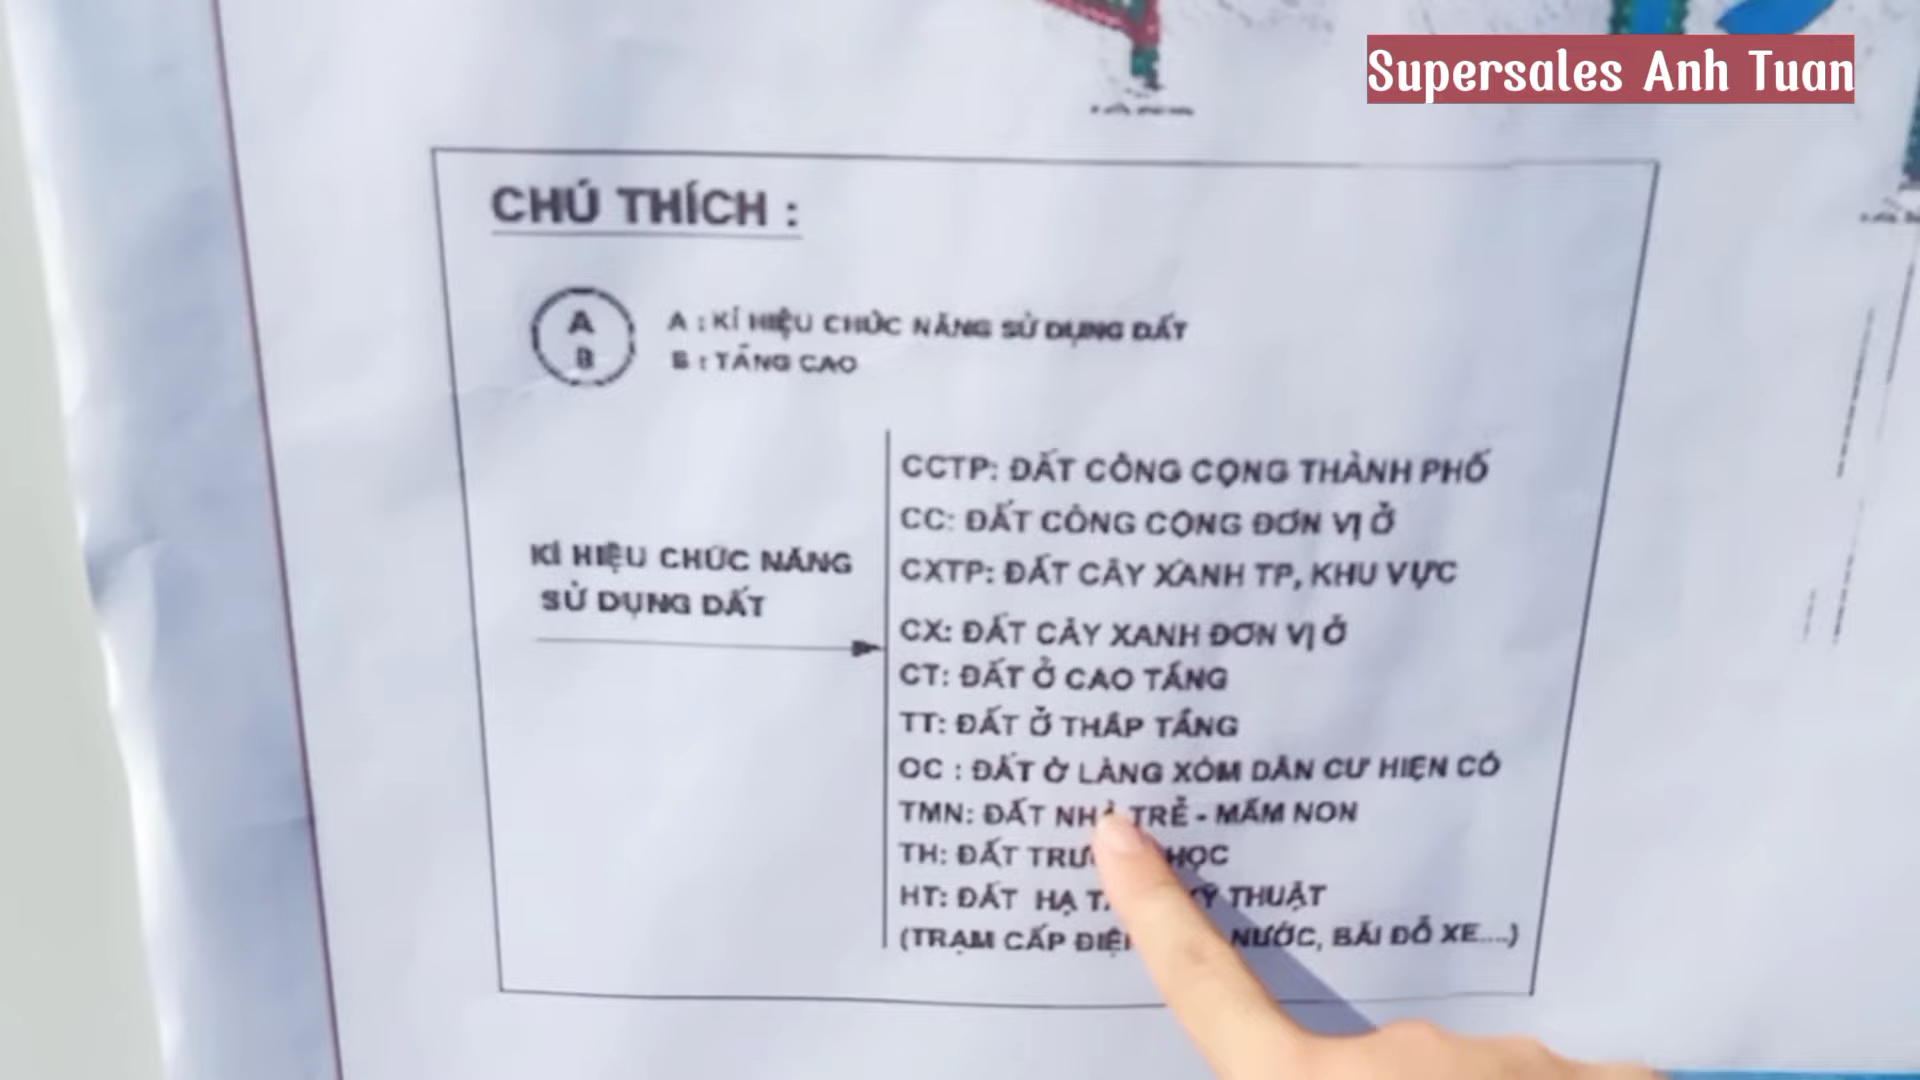 Supersales Anh Tuan
CHÚ THÍCH :
A
B
A : KÍ HIỆU CHỨC NĂNG SỬ DỤNG ĐẤT
B : TẦNG CAO
KÍ HIỆU CHỨC NĂNG
SỬ DỤNG ĐẤT
CCTP: ĐẤT CÔNG CỘNG THÀNH PHỐ
CC: ĐẤT CÔNG CỘNG ĐƠN VỊ Ở
CXTP: ĐẤT CÂY XANH TP, KHU VỰC
CX: ĐẤT CÂY XANH ĐƠN VỊ Ở
CT: ĐẤT Ở CAO TẦNG
TT: ĐẤT Ở THẤP TẦNG
OC : ĐẤT Ở LÀNG XÓM DÂN CƯ HIỆN CÓ
TMN: ĐẤT NHÀ TRẺ - MẦM NON
TH: ĐẤT HỌC
HT: ĐẤT HẠ THUẬT
(TRẠM CẤP NƯỚC, BÃI ĐỖ XE....)